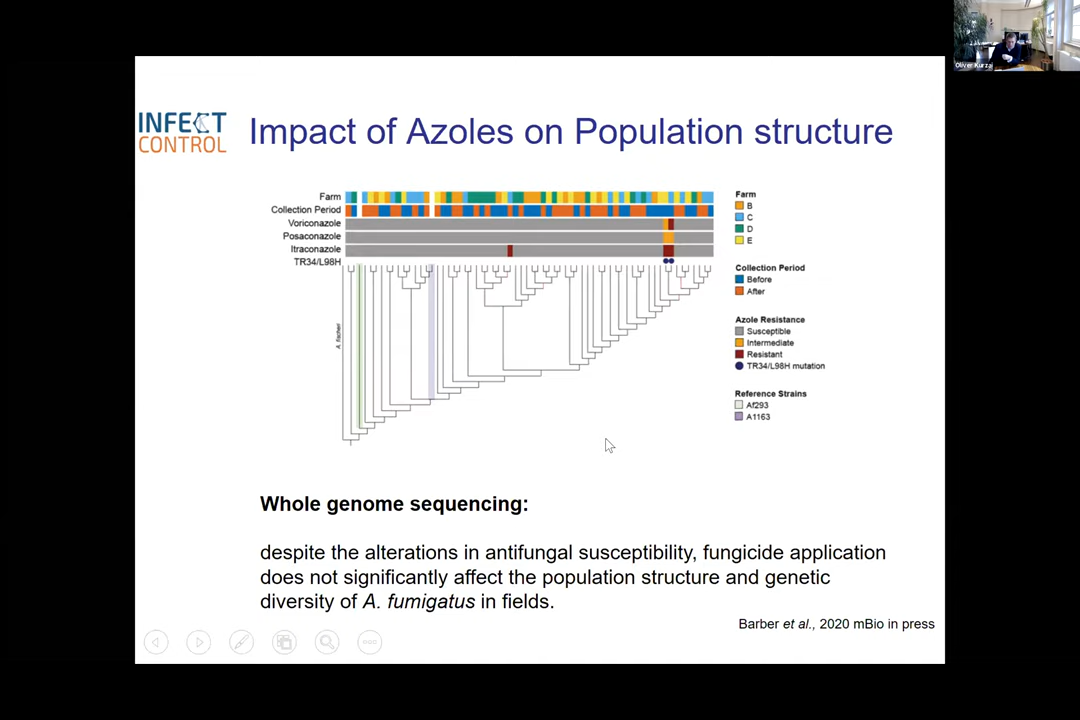 Oliver Kurzai
INFECT
CONTROL
Impact of Azoles on Population structure
Farm
Collection Period
Voriconazole
Posaconazole
Itraconazole
TR34/L98H
A. fischeri
Farm
B
C
D
E
Collection Period
Before
After
Azole Resistance
Susceptible
Intermediate
Resistant
TR34/L98H mutation
Reference Strains
Af293
A1163
Whole genome sequencing:
despite the alterations in antifungal susceptibility, fungicide application
does not significantly affect the population structure and genetic
diversity of A. fumigatus in fields.
Barber et al., 2020 mBio in press